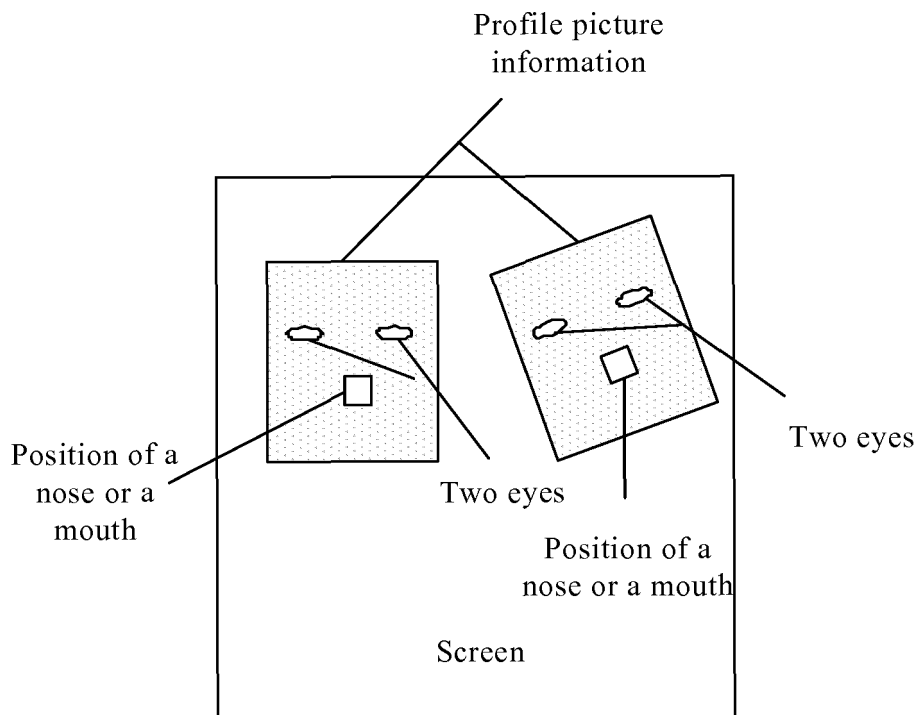 Profile picture
information
Two eyes
Position of a
nose or a
mouth
Two eyes
Position of a
nose or a mouth
Screen